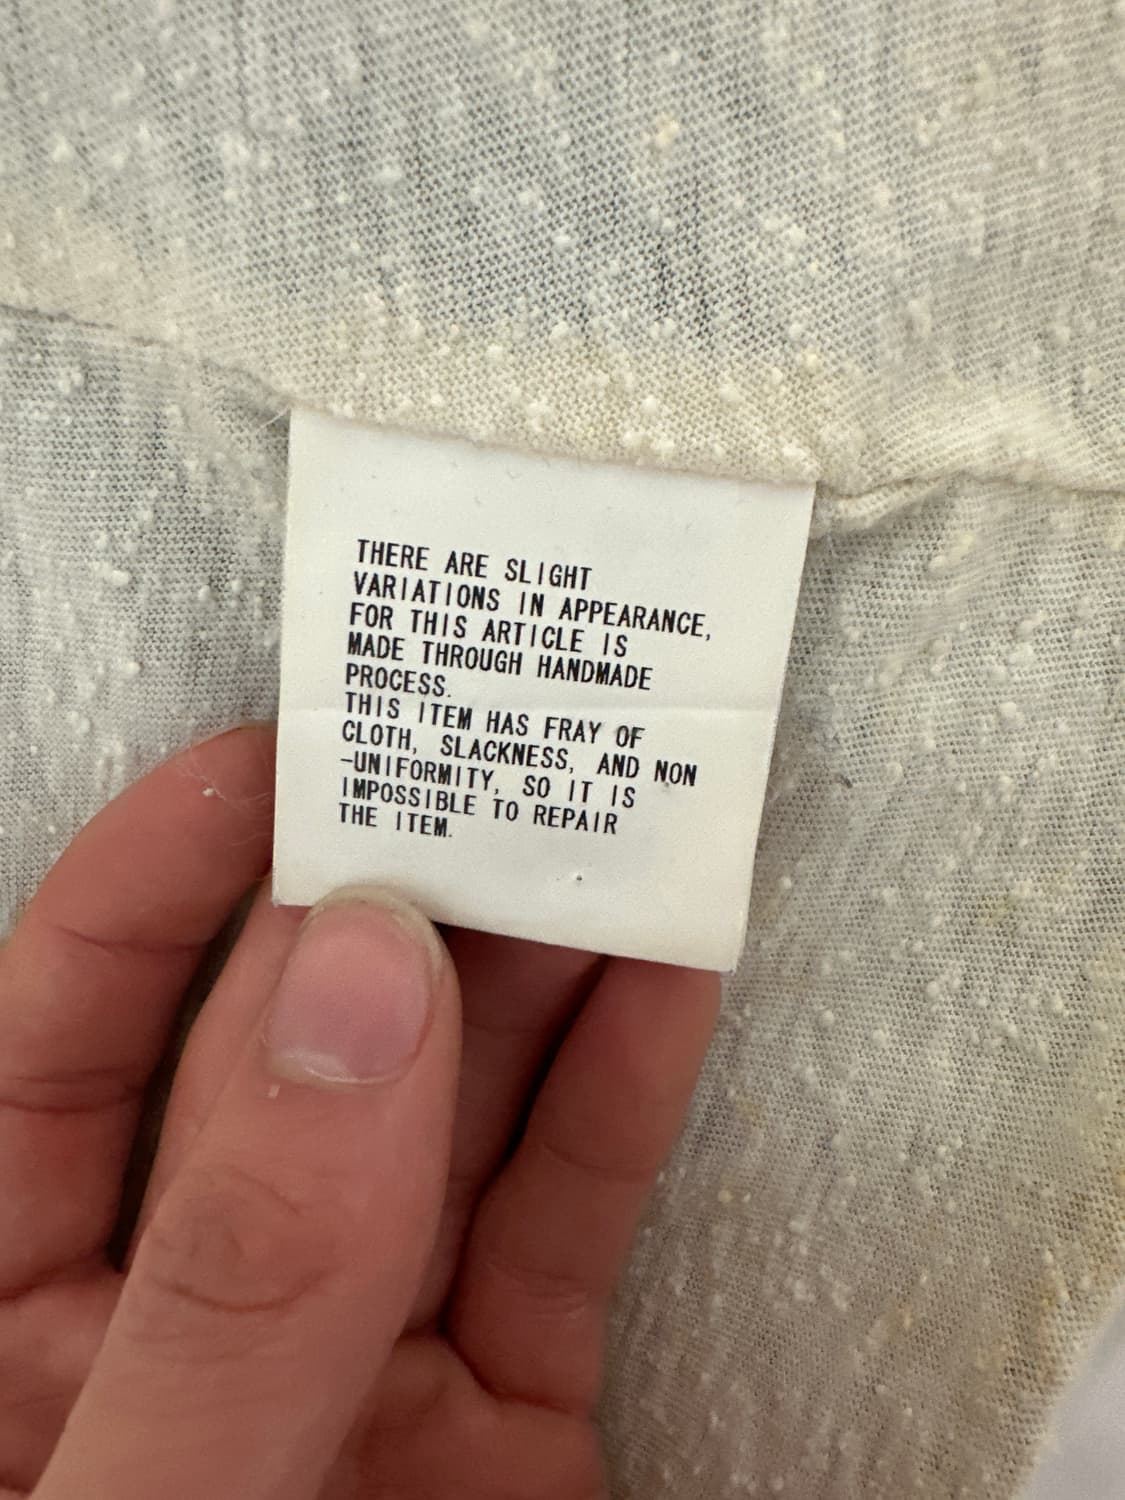 THERE ARE SLIGHT
VARIATIONS IN APPEARANCE,
FOR THIS ARTICLE IS
MADE THROUGH HANDMADE
PROCESS.
THIS ITEM HAS FRAY OF
CLOTH, SLACKNESS, AND NON
-UNIFORMITY, SO IT IS
IMPOSSIBLE TO REPAIR
THE ITEM.